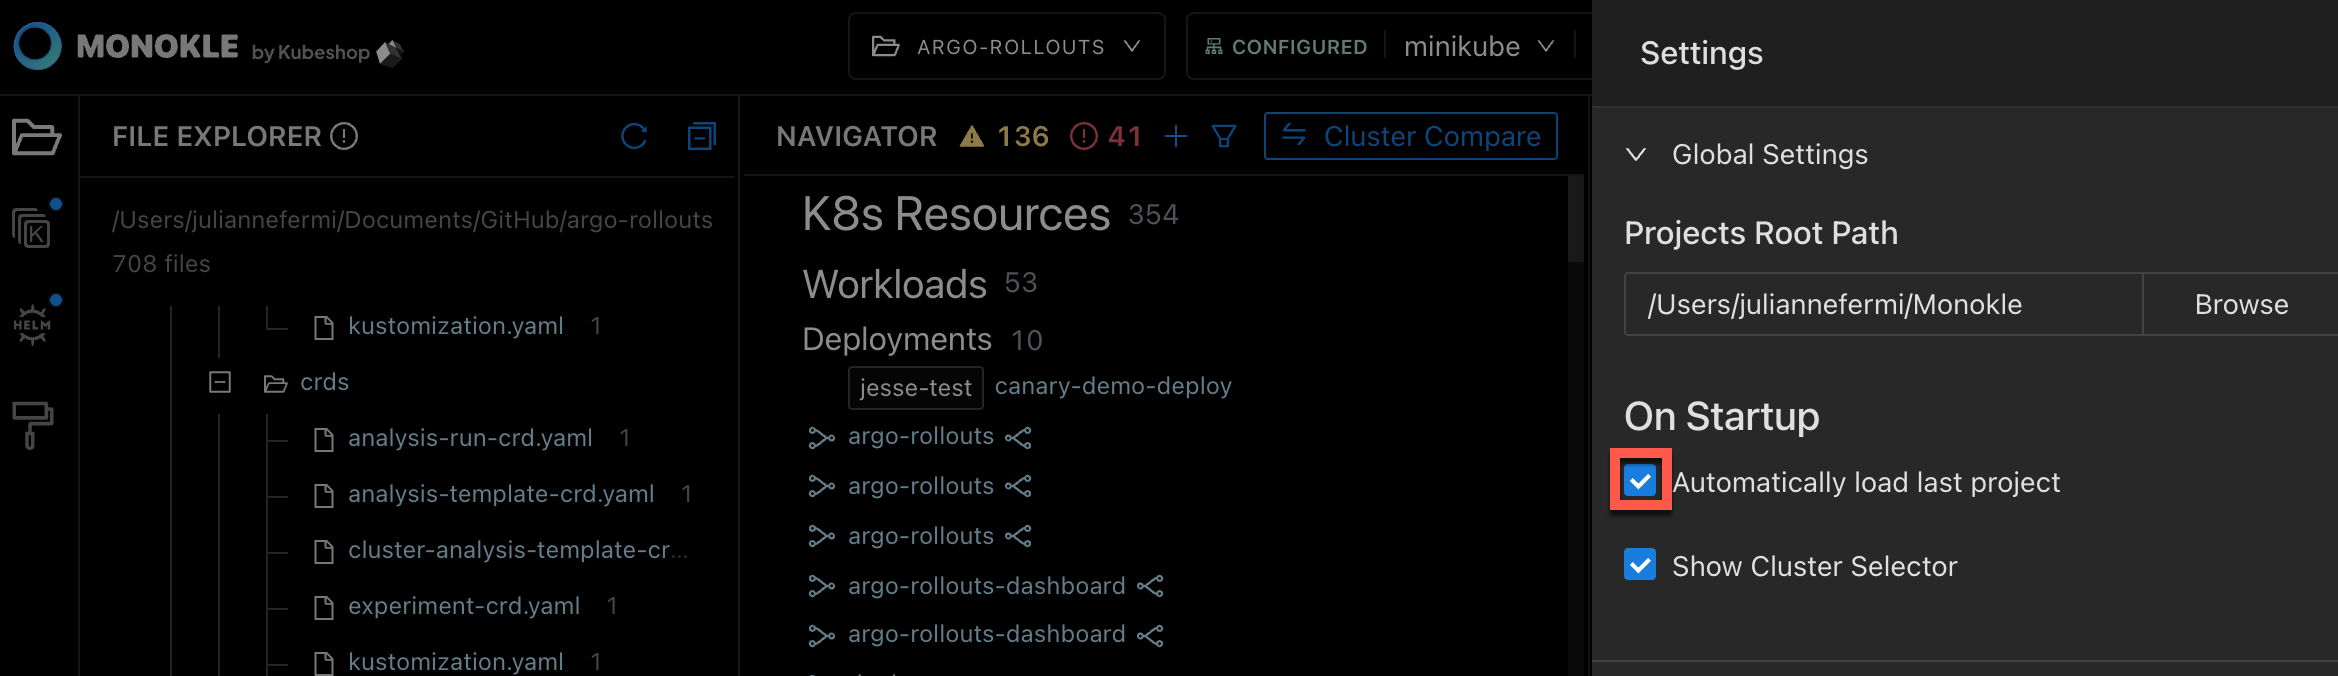 MONOKLE by Kubeshop
ARGO-ROLLOUTS
CONFIGURED minikube
FILE EXPLORER
/Users/juliannefermi/Documents/GitHub/argo-rollouts
708 files
kustomization.yaml 1
crds
analysis-run-crd.yaml 1
analysis-template-crd.yaml 1
cluster-analysis-template-cr...
experiment-crd.yaml 1
kustomization.yaml 1
K
HELM
NAVIGATOR 136 41 Cluster Compare
K8s Resources 354
Workloads 53
Deployments 10
jesse-test canary-demo-deploy
argo-rollouts
argo-rollouts
argo-rollouts
argo-rollouts-dashboard
argo-rollouts-dashboard
Settings
Global Settings
Projects Root Path
/Users/juliannefermi/Monokle Browse
On Startup
Automatically load last project
Show Cluster Selector